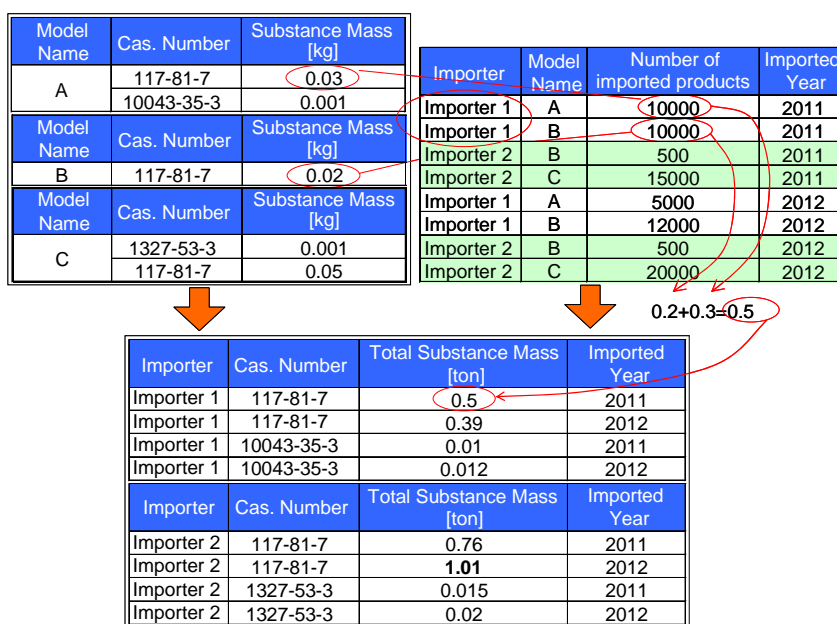 Model Name Cas. Number Substance Mass [kg]
A 117-81-7 0.03
10043-35-3 0.001
Model Name Cas. Number Substance Mass [kg]
B 117-81-7 0.02
Model Name Cas. Number Substance Mass [kg]
C 1327-53-3 0.001
117-81-7 0.05
Importer Model Name Number of imported products Imported Year
Importer 1 A 10000 2011
Importer 1 B 10000 2011
Importer 2 B 500 2011
Importer 2 C 15000 2011
Importer 1 A 5000 2012
Importer 1 B 12000 2012
Importer 2 B 500 2012
Importer 2 C 20000 2012
0.2+0.3=0.5
Importer Cas. Number Total Substance Mass [ton] Imported Year
Importer 1 117-81-7 0.5 2011
Importer 1 117-81-7 0.39 2012
Importer 1 10043-35-3 0.01 2011
Importer 1 10043-35-3 0.012 2012
Importer Cas. Number Total Substance Mass [ton] Imported Year
Importer 2 117-81-7 0.76 2011
Importer 2 117-81-7 1.01 2012
Importer 2 1327-53-3 0.015 2011
Importer 2 1327-53-3 0.02 2012